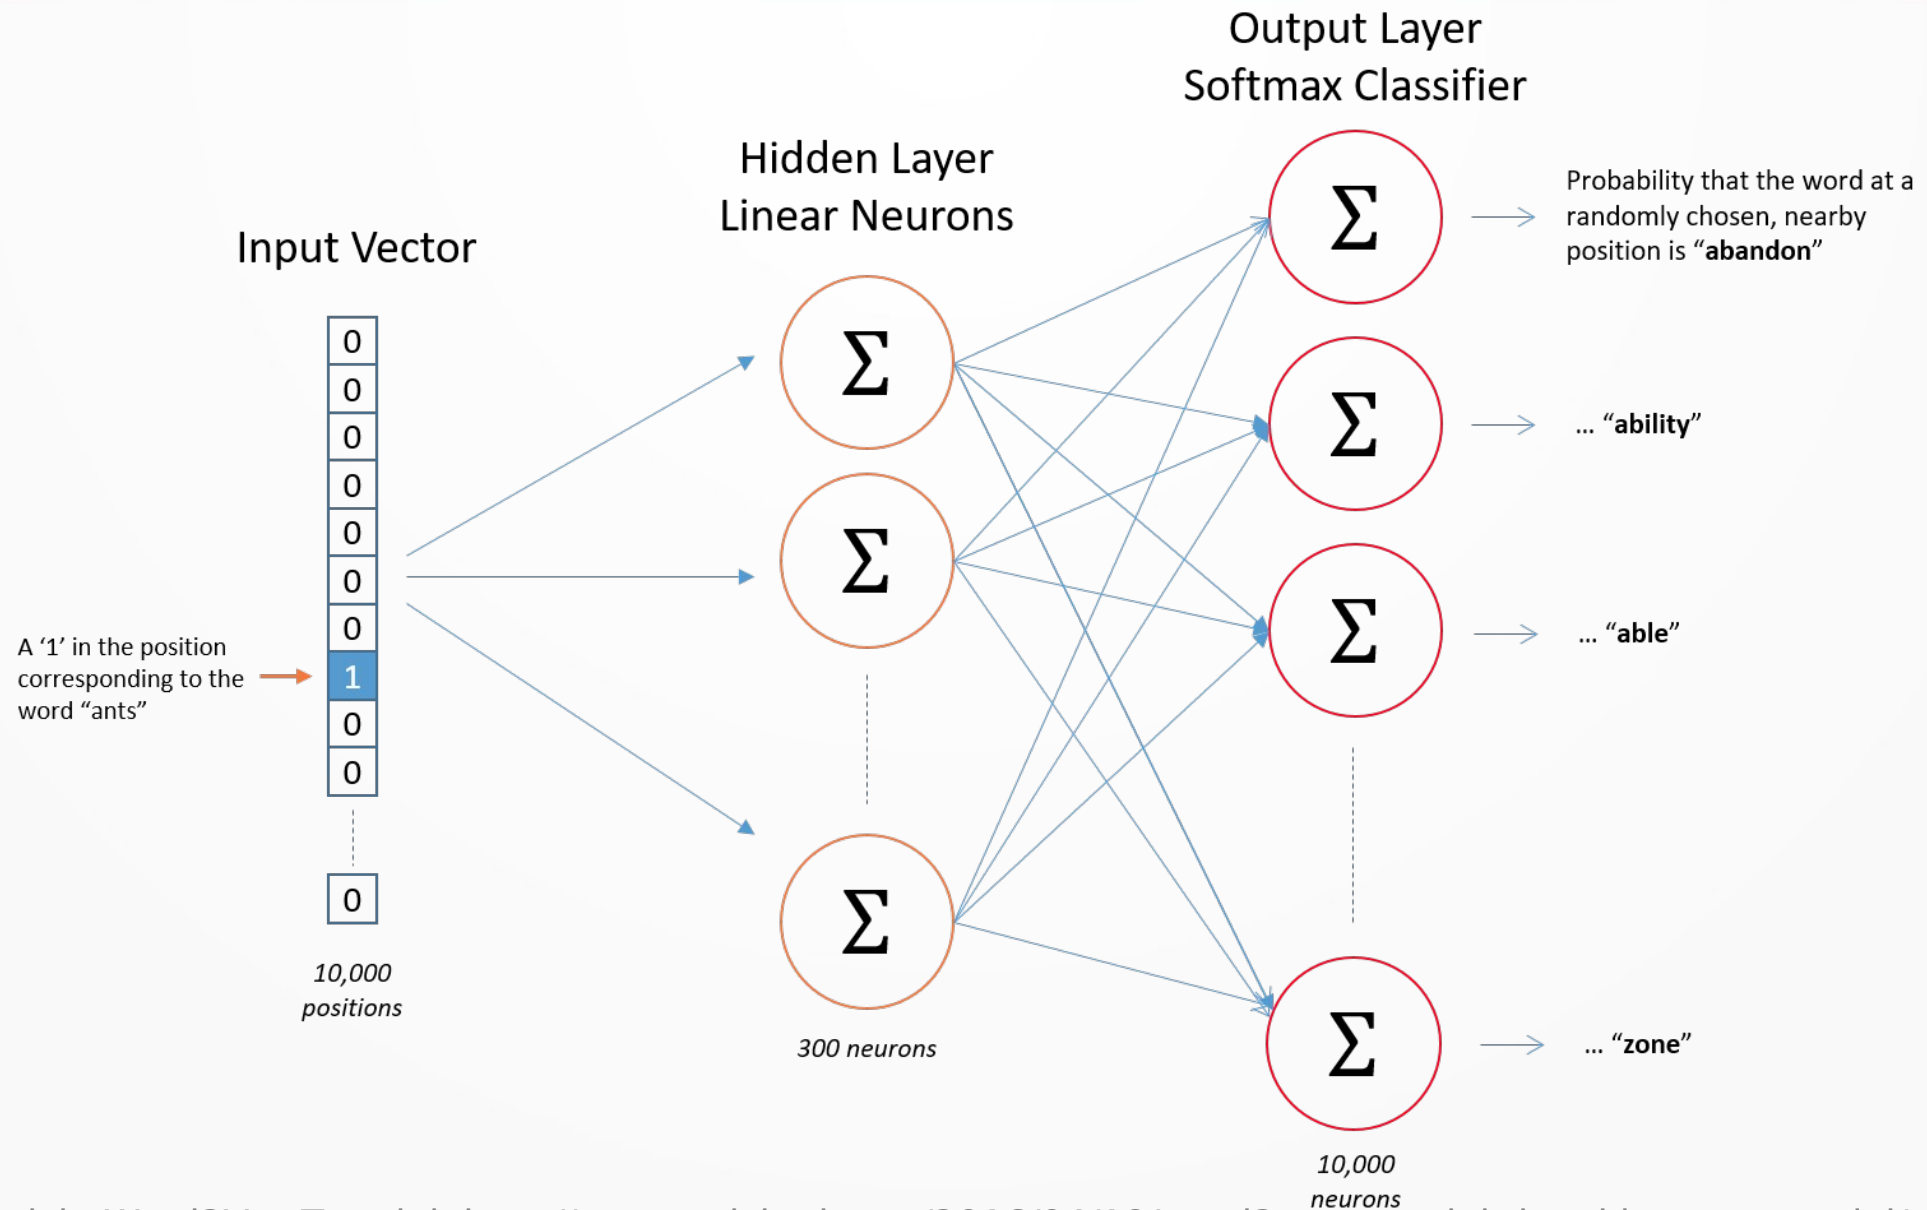 Output Layer
Softmax Classifier
Hidden Layer
Linear Neurons
Input Vector
0
0
0
0
0
0
0
1
0
0
0
A ‘1’ in the position
corresponding to the
word “ants”
10,000
positions
Σ
Σ
Σ
300 neurons
Σ
Σ
Σ
Σ
10,000
neurons
Probability that the word at a
randomly chosen, nearby
position is “abandon”
... “ability”
... “able”
... “zone”